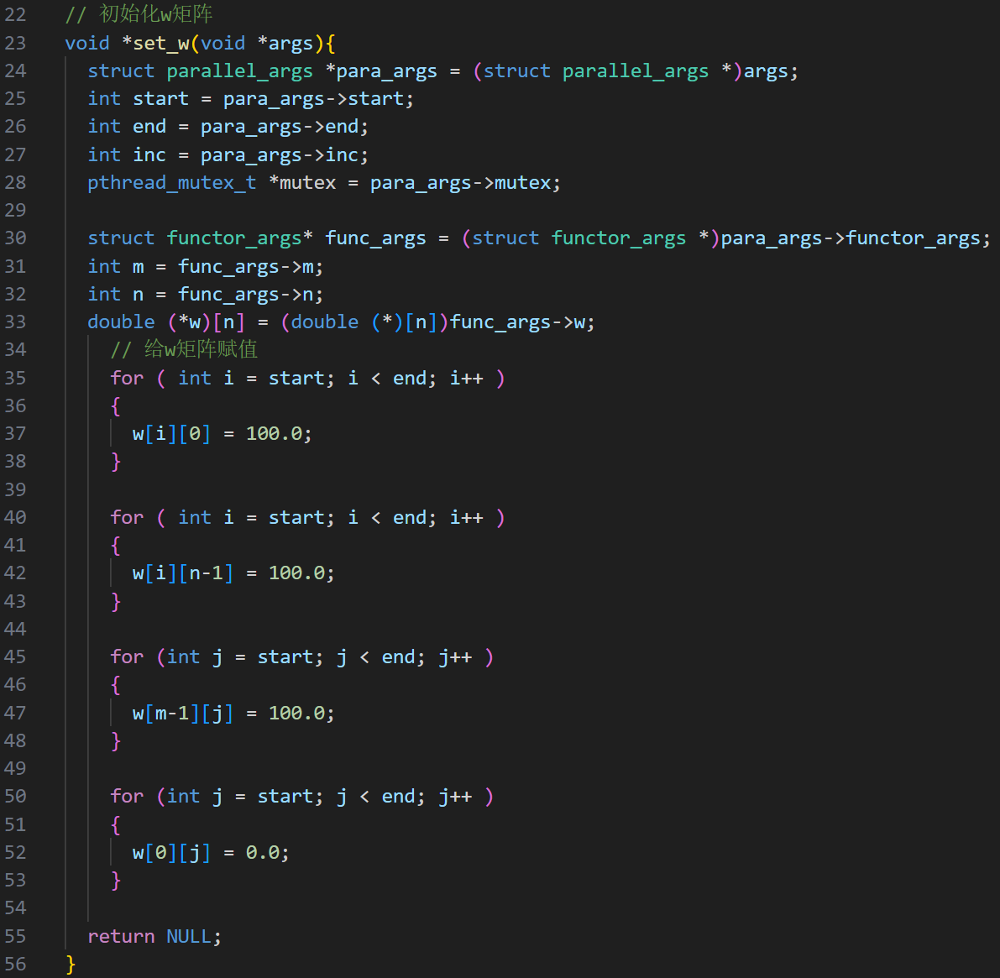 22 // 初始化w矩阵
23 void *set_w(void *args){
24 struct parallel_args *para_args = (struct parallel_args *)args;
25 int start = para_args->start;
26 int end = para_args->end;
27 int inc = para_args->inc;
28 pthread_mutex_t *mutex = para_args->mutex;
29
30 struct functor_args* func_args = (struct functor_args *)para_args->functor_args;
31 int m = func_args->m;
32 int n = func_args->n;
33 double (*w)[n] = (double (*)[n])func_args->w;
34 // 给w矩阵赋值
35 for ( int i = start; i < end; i++ )
36 {
37 w[i][0] = 100.0;
38 }
39
40 for ( int i = start; i < end; i++ )
41 {
42 w[i][n-1] = 100.0;
43 }
44
45 for (int j = start; j < end; j++ )
46 {
47 w[m-1][j] = 100.0;
48 }
49
50 for (int j = start; j < end; j++ )
51 {
52 w[0][j] = 0.0;
53 }
54
55 return NULL;
56 }